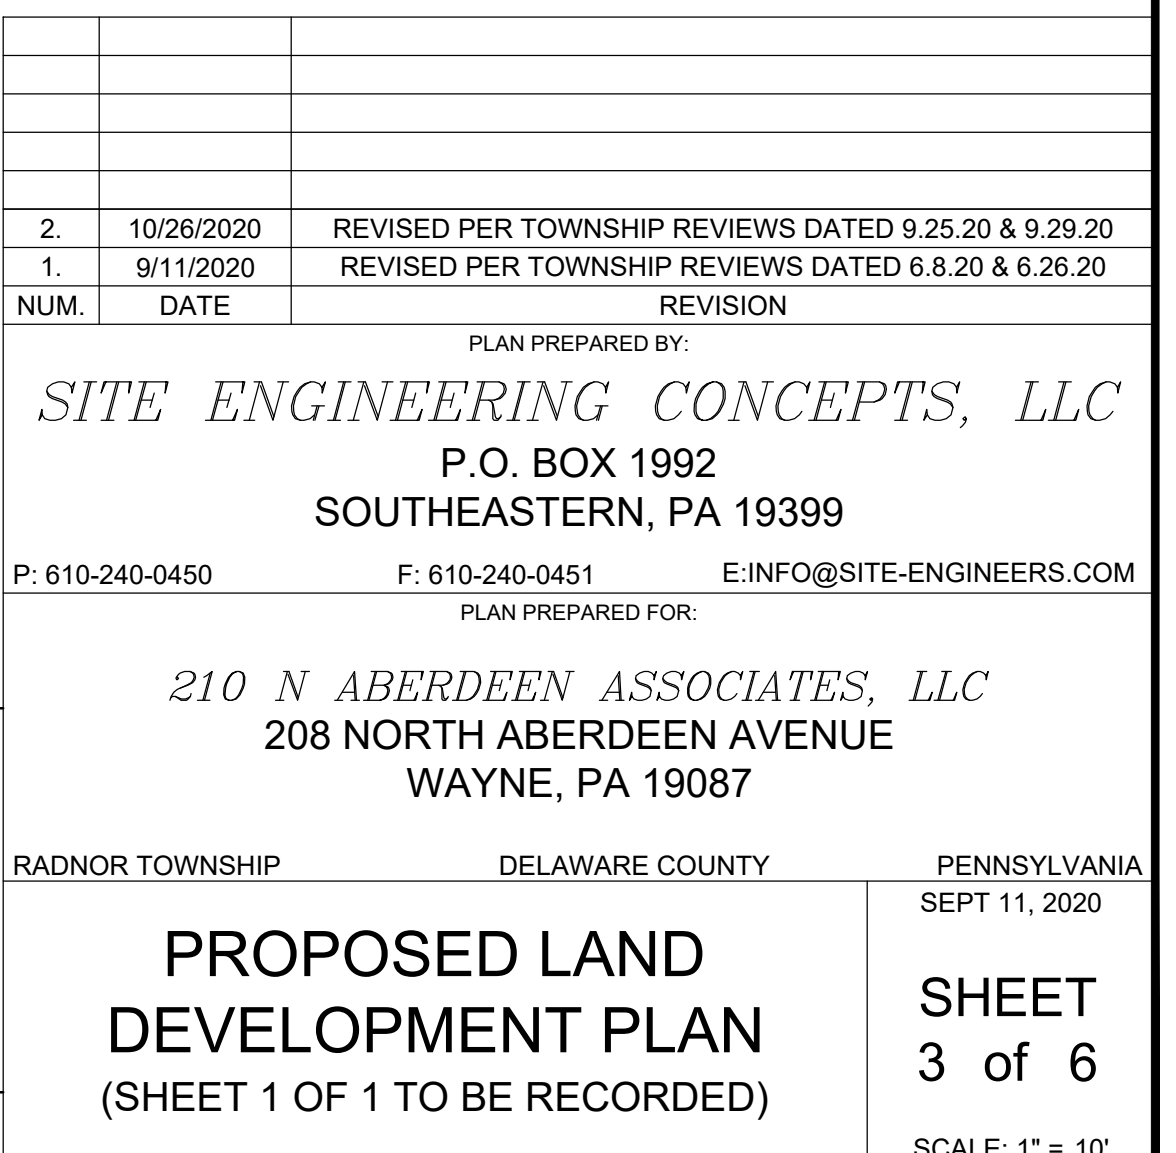 2. 10/26/2020 REVISED PER TOWNSHIP REVIEWS DATED 9.25.20 & 9.29.20
1. 9/11/2020 REVISED PER TOWNSHIP REVIEWS DATED 6.8.20 & 6.26.20
NUM. DATE REVISION
PLAN PREPARED BY:
SITE ENGINEERING CONCEPTS, LLC
P.O. BOX 1992
SOUTHEASTERN, PA 19399
P: 610-240-0450 F: 610-240-0451 E:INFO@SITE-ENGINEERS.COM
PLAN PREPARED FOR:
210 N ABERDEEN ASSOCIATES, LLC
208 NORTH ABERDEEN AVENUE
WAYNE, PA 19087
RADNOR TOWNSHIP DELAWARE COUNTY PENNSYLVANIA
PROPOSED LAND
DEVELOPMENT PLAN
(SHEET 1 OF 1 TO BE RECORDED)
SEPT 11, 2020
SHEET
3 of 6
SCALE: 1" = 10'